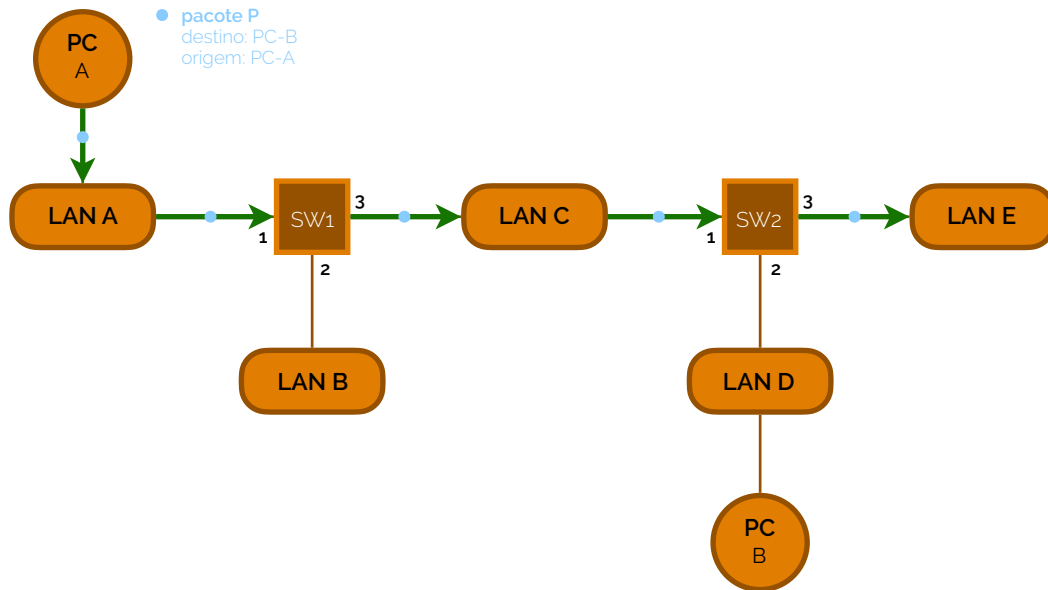 pacote P
destino: PC-B
origem: PC-A
PC
A
LAN A
1
SW1
3
2
LAN C
1
SW2
3
2
LAN E
LAN B
LAN D
PC
B